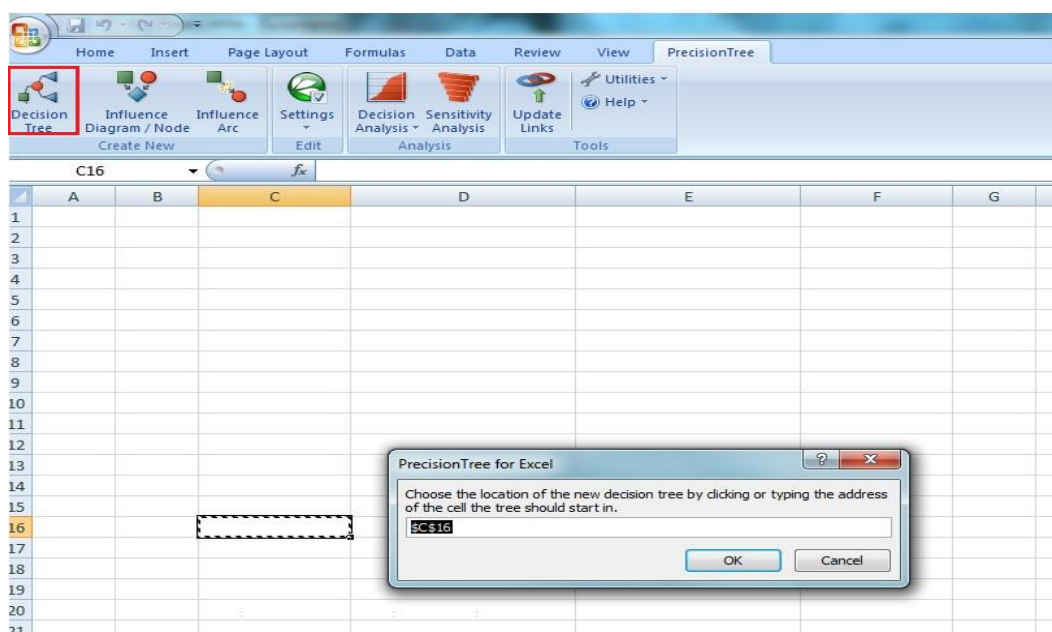 Home Insert Page Layout Formulas Data Review View PrecisionTree
Decision Tree
Influence Diagram / Node
Influence Arc
Create New
Settings
Edit
Decision Analysis
Sensitivity Analysis
Analysis
Update Links
Utilities
Help
Tools
C16 fx
A B C D E F G
1
2
3
4
5
6
7
8
9
10
11
12
13
14
15
16
17
18
19
20
21
PrecisionTree for Excel
?
X
Choose the location of the new decision tree by clicking or typing the address
of the cell the tree should start in.
$C$16
OK Cancel